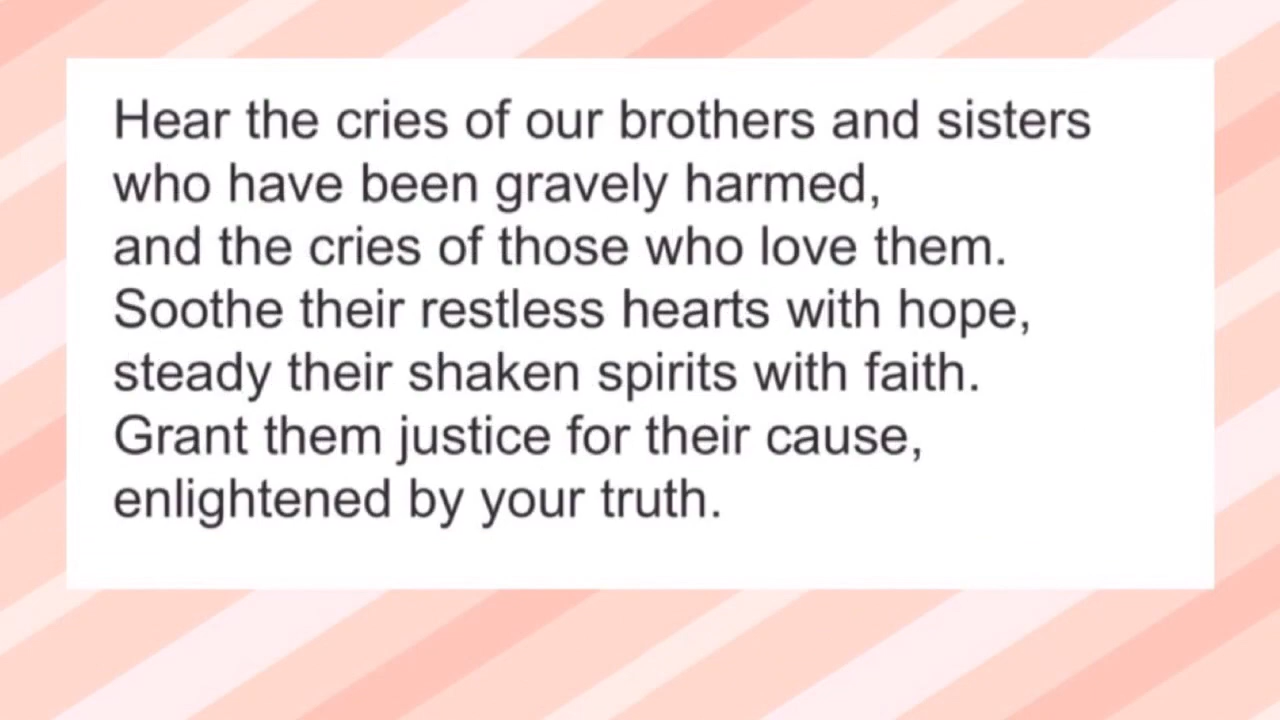 Hear the cries of our brothers and sisters
who have been gravely harmed,
and the cries of those who love them.
Soothe their restless hearts with hope,
steady their shaken spirits with faith.
Grant them justice for their cause,
enlightened by your truth.